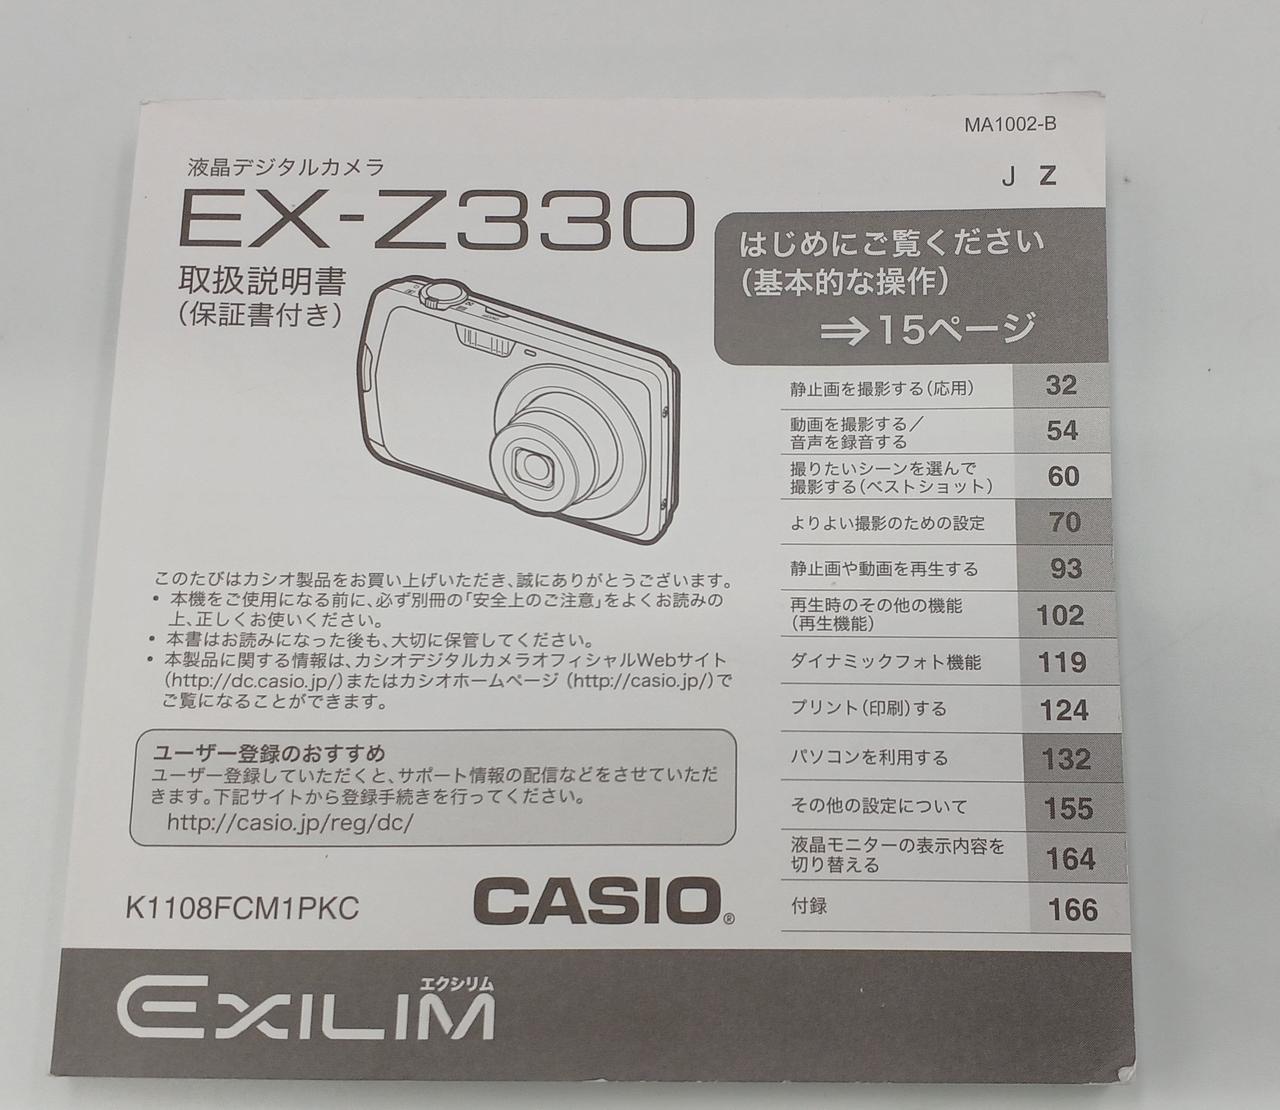 MA1002-B
J Z
液晶デジタルカメラ
EX-Z330
取扱説明書
(保証書付き)
はじめにご覧ください
(基本的な操作)
⇒15ページ
静止画を撮影する(応用) 32
動画を撮影する/
音声を録音する 54
撮りたいシーンを選んで
撮影する(ベストショット) 60
よりよい撮影のための設定 70
静止画や動画を再生する 93
再生時のその他の機能
(再生機能) 102
ダイナミックフォト機能 119
プリント(印刷)する 124
パソコンを利用する 132
その他の設定について 155
液晶モニターの表示内容を
切り替える 164
付録 166
このたびはカシオ製品をお買い上げいただき、誠にありがとうございます。
• 本機をご使用になる前に、必ず別冊の「安全上のご注意」をよくお読みの
上、正しくお使いください。
• 本書はお読みになった後も、大切に保管してください。
• 本製品に関する情報は、カシオデジタルカメラオフィシャルWebサイト
(http://dc.casio.jp/)またはカシオホームページ (http://casio.jp/)で
ご覧になることができます。
ユーザー登録のおすすめ
ユーザー登録していただくと、サポート情報の配信などをさせていただ
きます。下記サイトから登録手続きを行ってください。
http://casio.jp/reg/dc/
K1108FCM1PKC
CASIO®
エクシリム
EXILIM